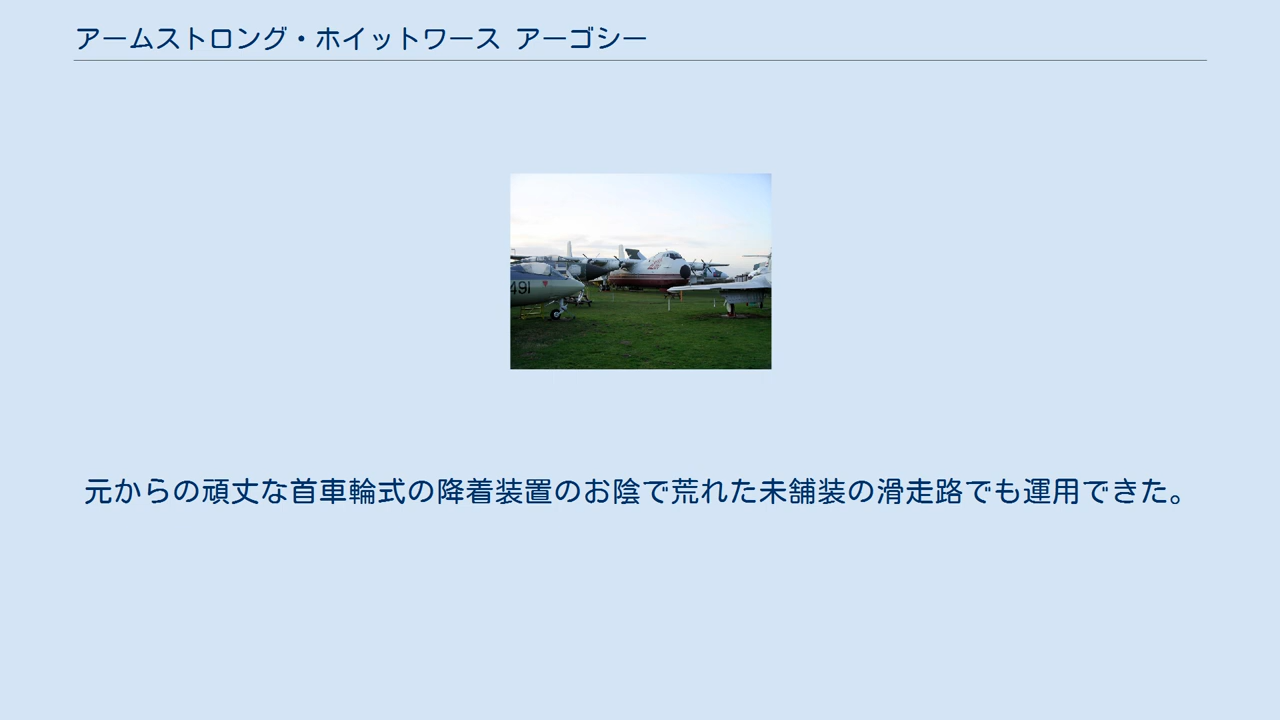 アームストロング・ホイットワース アーゴシー
491
元からの頑丈な首車輪式の降着装置のお陰で荒れた未舗装の滑走路でも運用できた。